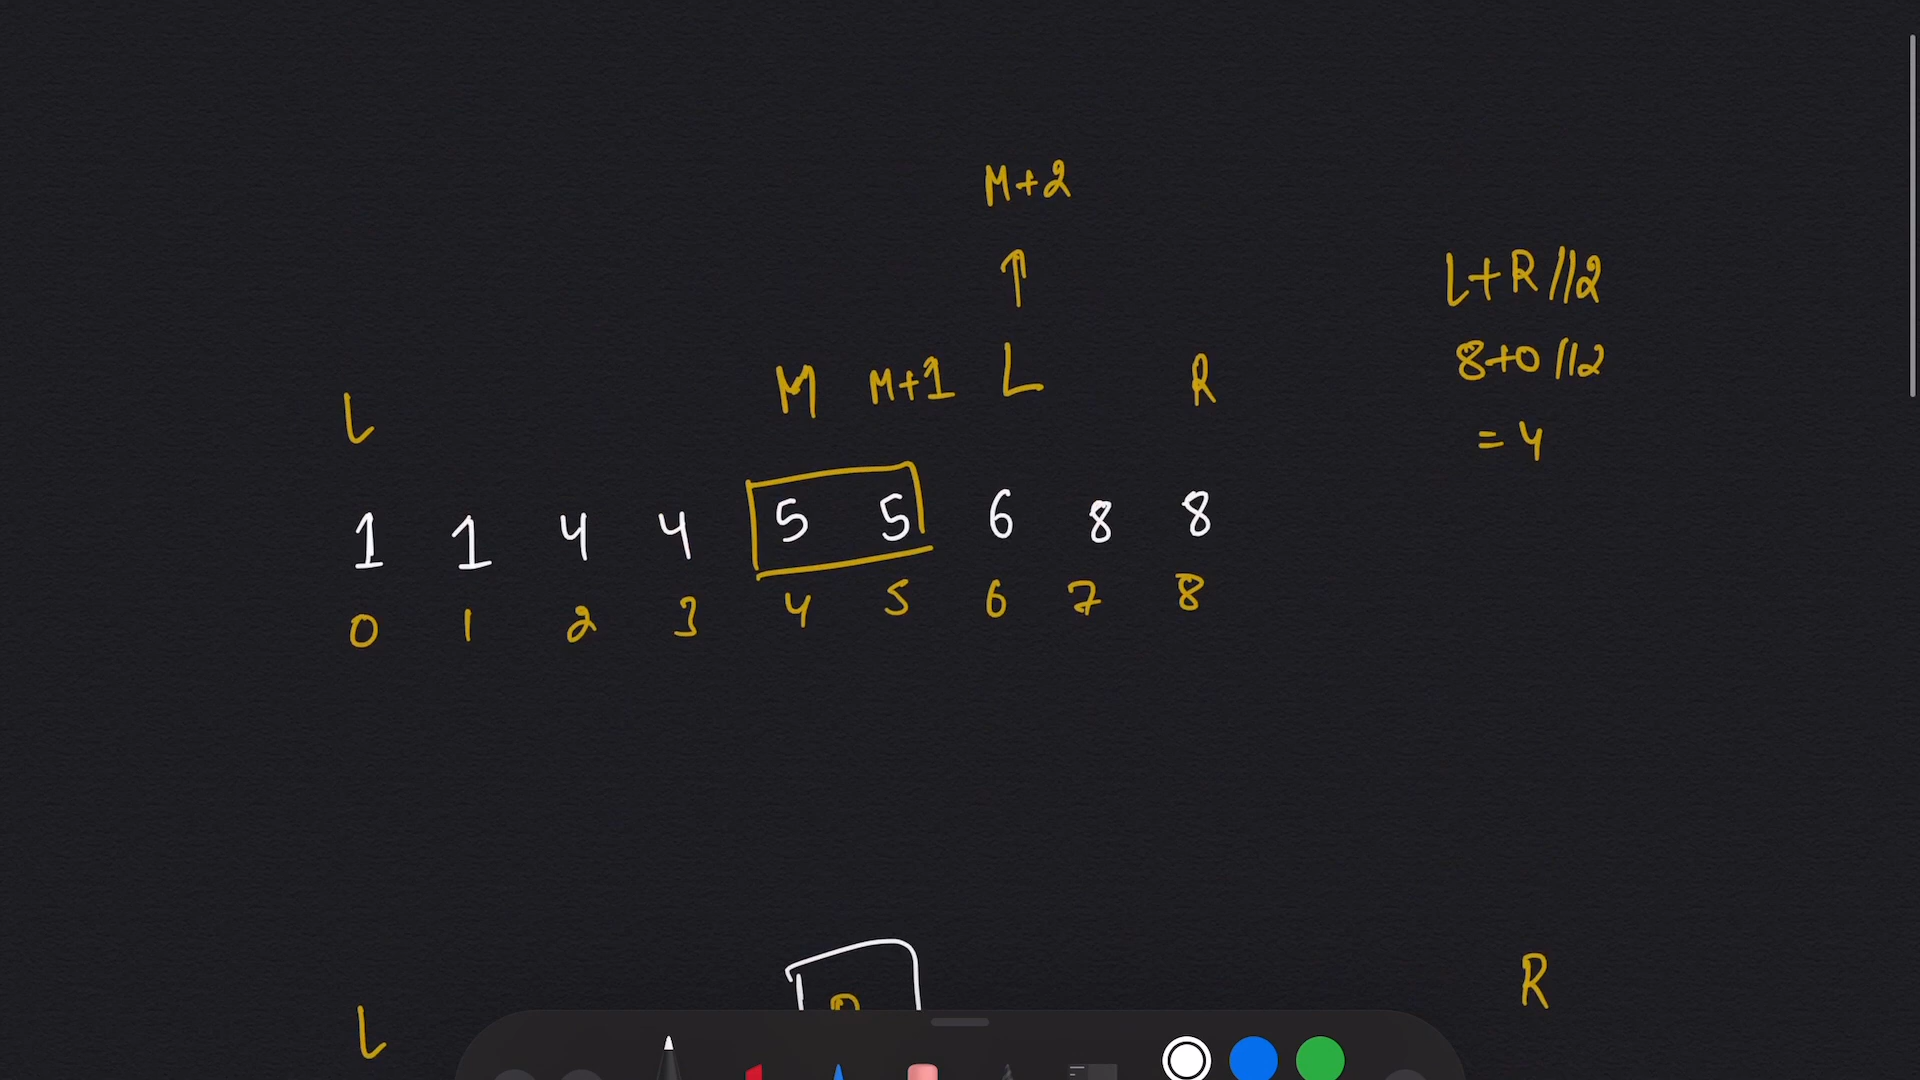 M+2
↑
L+R//2
8+0//2
= 4
L M M+1 L R
1 1 4 4 5 5 6 8 8
0 1 2 3 4 5 6 7 8
R
L